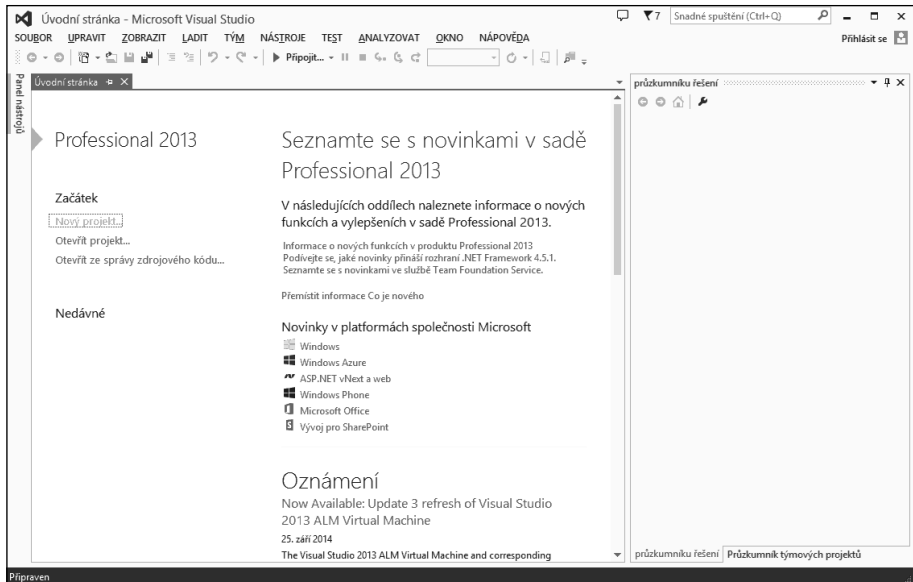 Úvodní stránka - Microsoft Visual Studio
7
Snadné spuštění (Ctrl+Q)
SOUBOR UPRAVIT ZOBRAZIT LADIT TÝM NÁSTROJE TEST ANALYZOVAT OKNO NÁPOVĚDA
Přihlásit se
Připojit...
Panel nástrojů
Úvodní stránka
Professional 2013
Začátek
Nový projekt...
Otevřít projekt...
Otevřít ze správy zdrojového kódu...
Nedávné
Seznamte se s novinkami v sadě
Professional 2013
V následujících oddílech naleznete informace o nových
funkcích a vylepšeních v sadě Professional 2013.
Informace o nových funkcích v produktu Professional 2013
Podívejte se, jaké novinky přináší rozhraní .NET Framework 4.5.1.
Seznamte se s novinkami ve službě Team Foundation Service.
Přemístit informace Co je nového
Novinky v platformách společnosti Microsoft
Windows
Windows Azure
ASP.NET vNext a web
Windows Phone
Microsoft Office
Vývoj pro SharePoint
Oznámení
Now Available: Update 3 refresh of Visual Studio
2013 ALM Virtual Machine
25. září 2014
The Visual Studio 2013 ALM Virtual Machine and corresponding
průzkumníku řešení
průzkumníku řešení
Průzkumník týmových projektů
Připraven